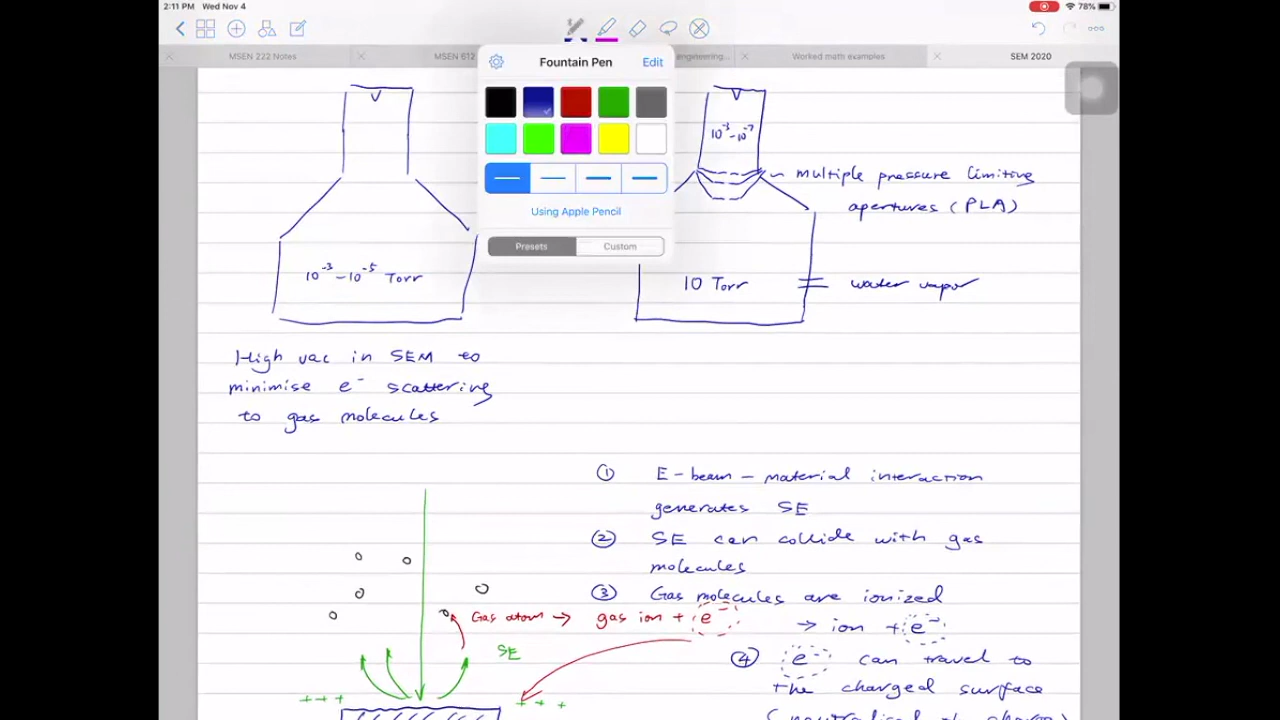 2:11 PM Wed Nov 4
78%
MSEN 222 Notes
MSEN 612
engineering...
Worked math examples
SEM 2020
Fountain Pen
Edit
Using Apple Pencil
Presets
Custom
10⁻³-10⁻⁷
multiple pressure limiting
apertures (PLA)
10⁻³-10⁻⁵ Torr
10 Torr
water vapor
High vac in SEM to
minimise e⁻ scattering
to gas molecules
① E-beam - material interaction
generates SE
② SE can collide with gas
molecules
③ Gas molecules are ionized
→ ion + e⁻
Gas atom → gas ion + e⁻
SE
④ e⁻ can travel to
the charged surface
+ + +
+ + +